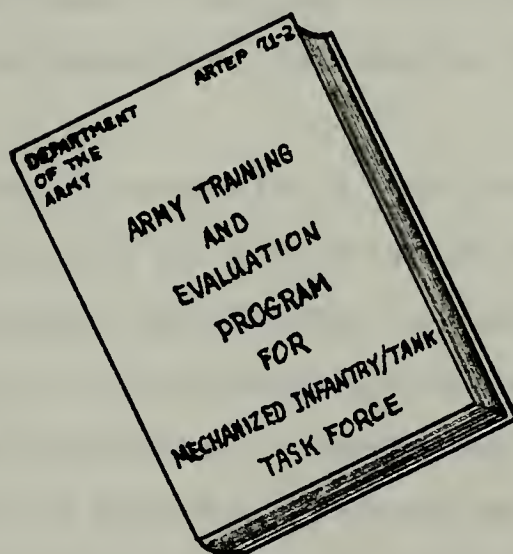 DEPARTMENT
OF THE
ARMY
ARTEP 71-2
ARMY TRAINING
AND
EVALUATION
PROGRAM
FOR
MECHANIZED INFANTRY/TANK
TASK FORCE